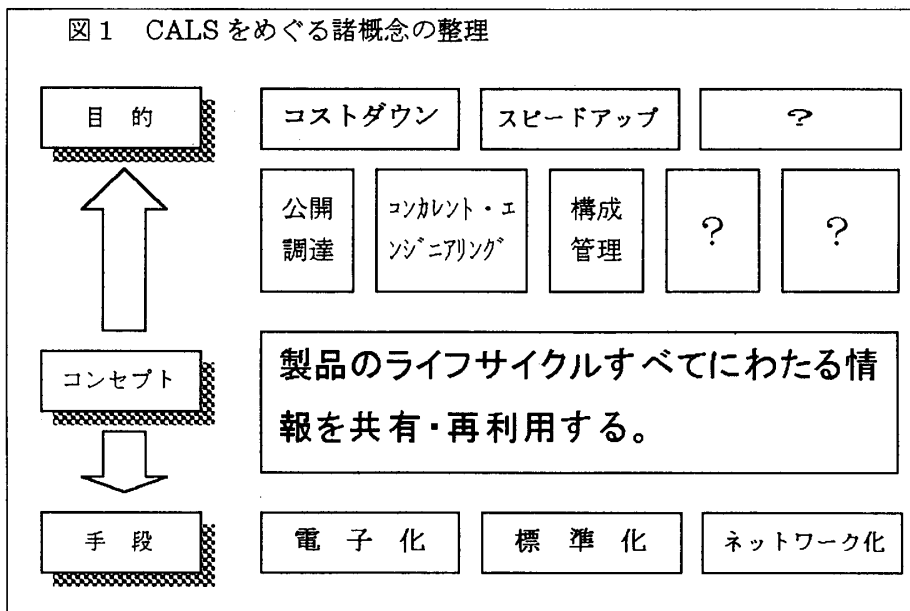 図1 CALSをめぐる諸概念の整理
目 的
コストダウン
スピードアップ
?
公開
調達
コンカレント・エ
ンジニアリング
構成
管理
?
?
コンセプト
製品のライフサイクルすべてにわたる情
報を共有・再利用する。
手 段
電 子 化
標 準 化
ネットワーク化